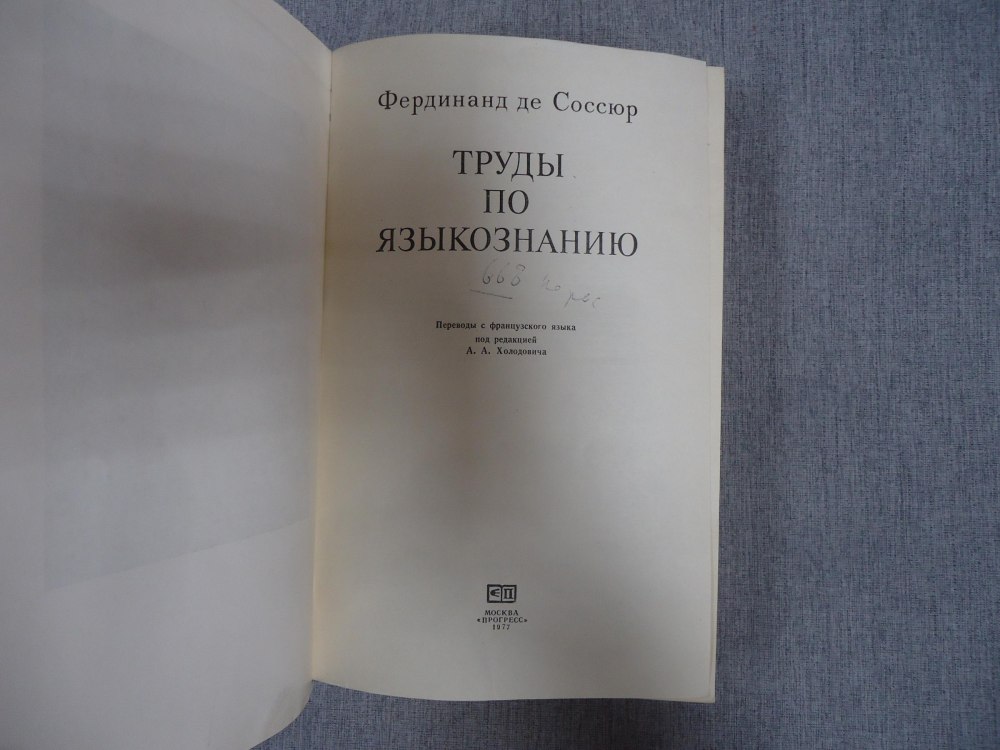 Фердинанд де Соссюр
ТРУДЫ
ПО
ЯЗЫКОЗНАНИЮ
Переводы с французского языка
под редакцией
А. А. Холодовича
МОСКВА
«ПРОГРЕСС»
1977